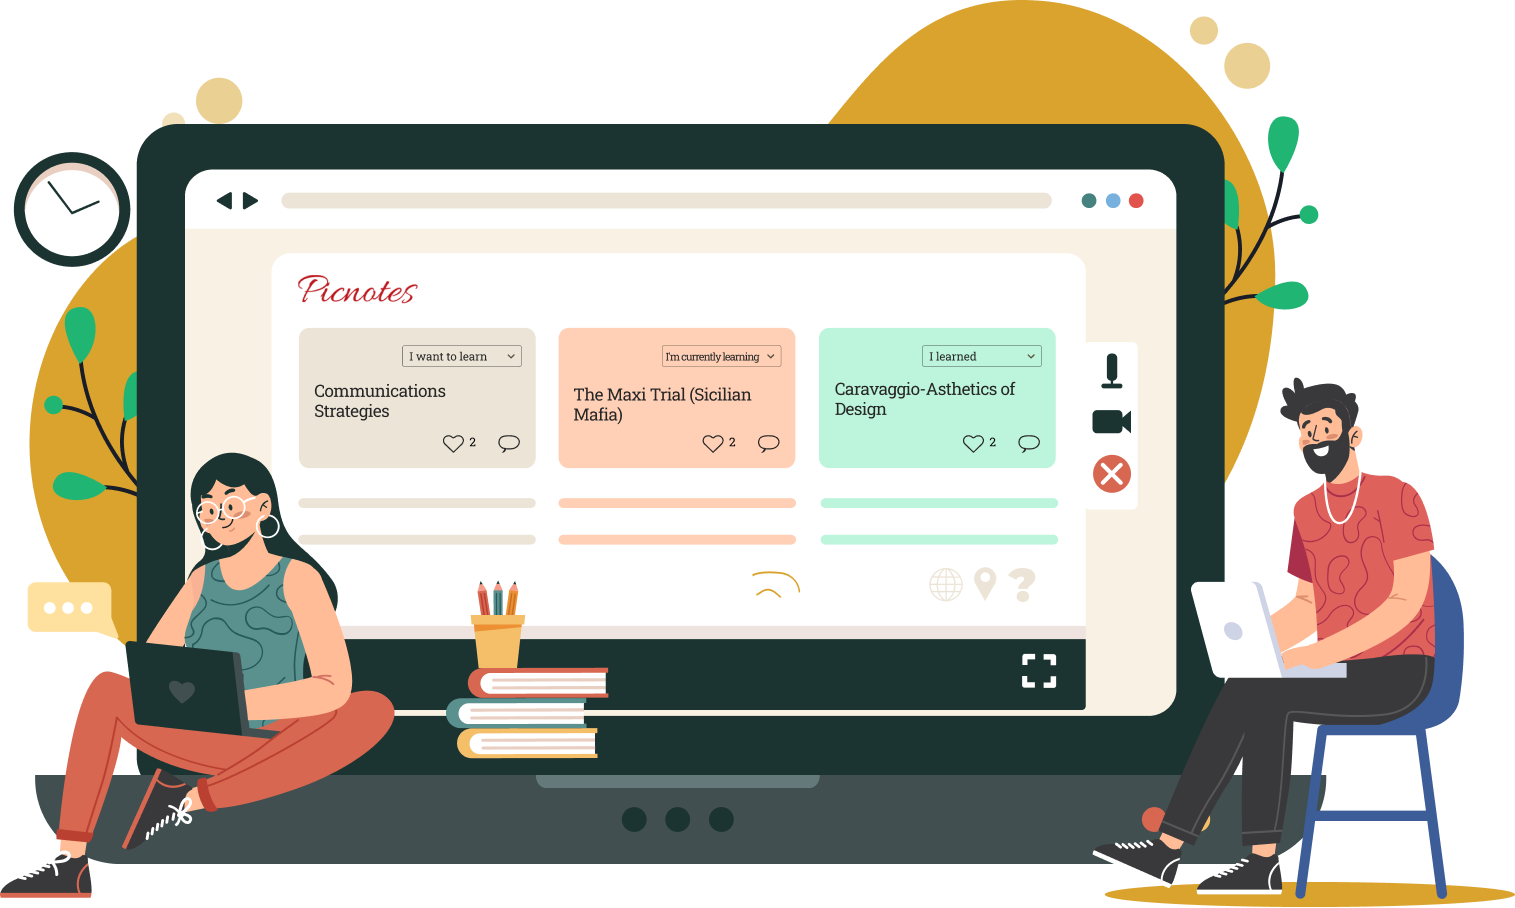 Picnotes
I want to learn
Communications
Strategies
2
I'm currently learning
The Maxi Trial (Sicilian
Mafia)
2
I learned
Caravaggio-Asthetics of
Design
2